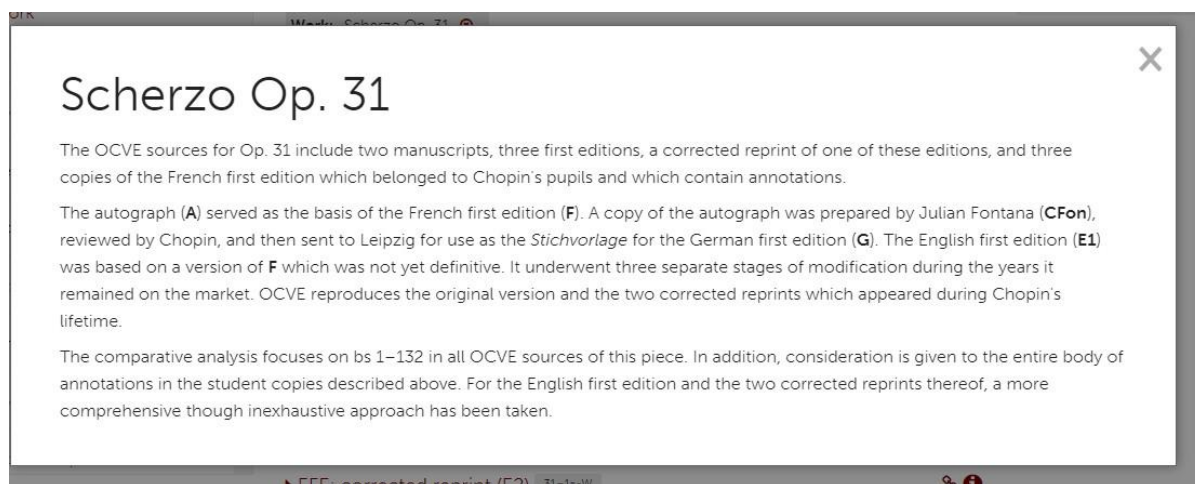 Work: Scherzo Op. 31
Scherzo Op. 31
The OCVE sources for Op. 31 include two manuscripts, three first editions, a corrected reprint of one of these editions, and three
copies of the French first edition which belonged to Chopin's pupils and which contain annotations.
The autograph (A) served as the basis of the French first edition (F). A copy of the autograph was prepared by Julian Fontana (CFon),
reviewed by Chopin, and then sent to Leipzig for use as the Stichvorlage for the German first edition (G). The English first edition (E1)
was based on a version of F which was not yet definitive. It underwent three separate stages of modification during the years it
remained on the market. OCVE reproduces the original version and the two corrected reprints which appeared during Chopin's
lifetime.
The comparative analysis focuses on bs 1–132 in all OCVE sources of this piece. In addition, consideration is given to the entire body of
annotations in the student copies described above. For the English first edition and the two corrected reprints thereof, a more
comprehensive though inexhaustive approach has been taken.